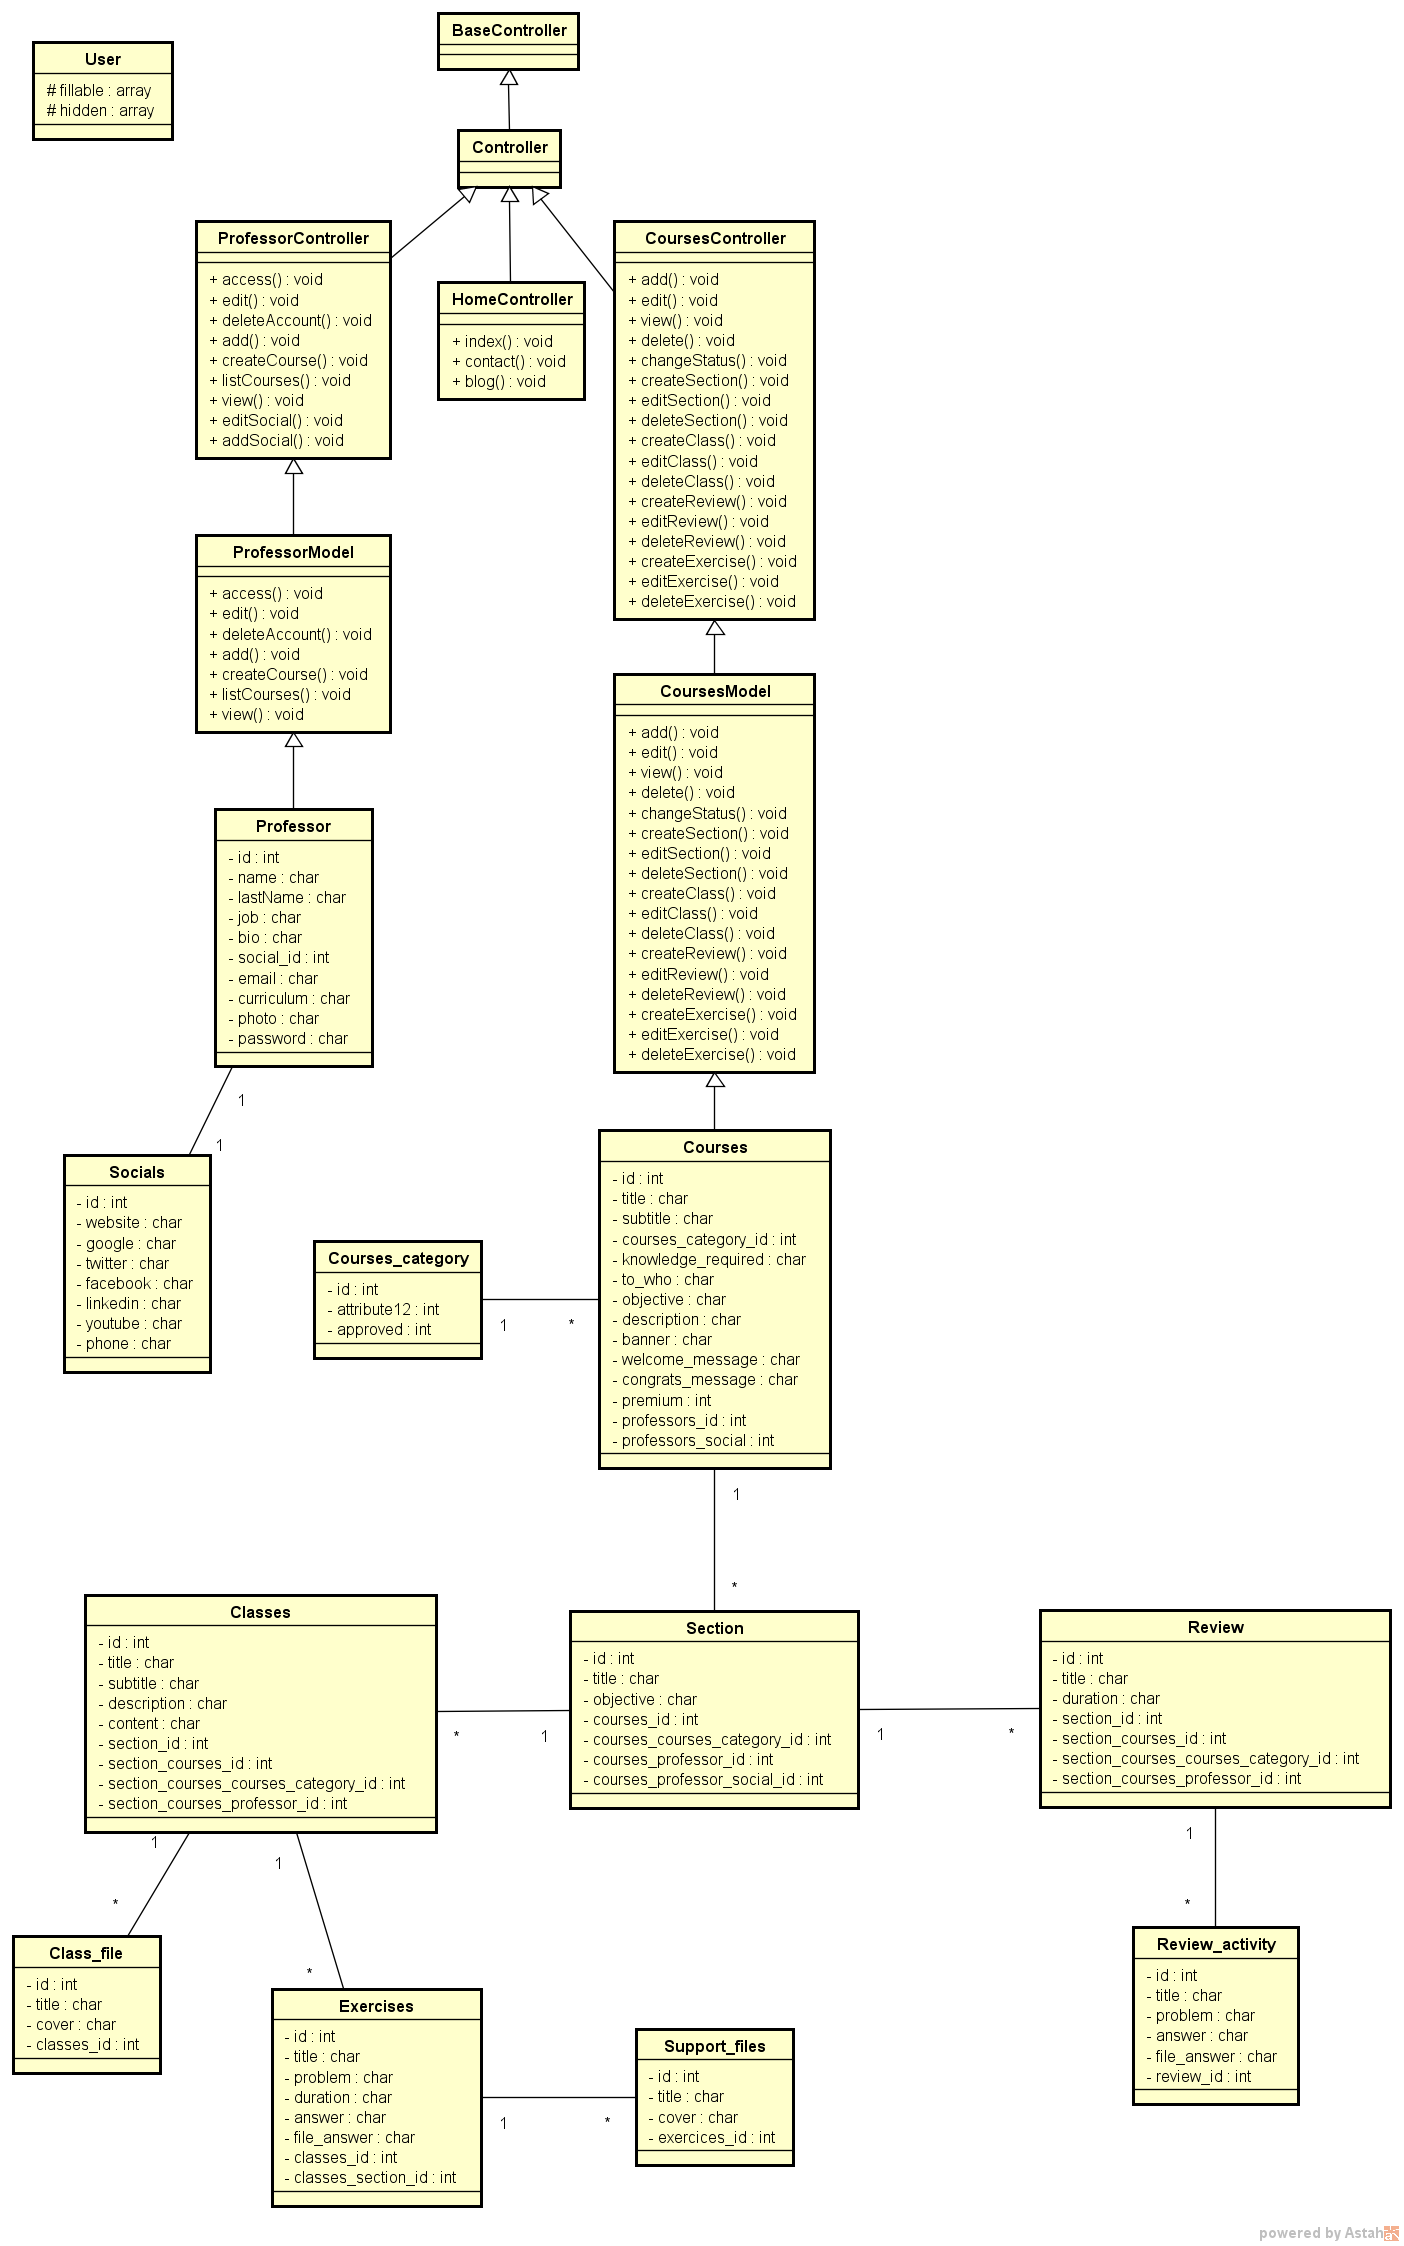 BaseController
User
# fillable : array
# hidden : array
Controller
ProfessorController
+ access() : void
+ edit() : void
+ deleteAccount() : void
+ add() : void
+ createCourse() : void
+ listCourses() : void
+ view() : void
+ editSocial() : void
+ addSocial() : void
HomeController
+ index() : void
+ contact() : void
+ blog() : void
CoursesController
+ add() : void
+ edit() : void
+ view() : void
+ delete() : void
+ changeStatus() : void
+ createSection() : void
+ editSection() : void
+ deleteSection() : void
+ createClass() : void
+ editClass() : void
+ deleteClass() : void
+ createReview() : void
+ editReview() : void
+ deleteReview() : void
+ createExercise() : void
+ editExercise() : void
+ deleteExercise() : void
ProfessorModel
+ access() : void
+ edit() : void
+ deleteAccount() : void
+ add() : void
+ createCourse() : void
+ listCourses() : void
+ view() : void
CoursesModel
+ add() : void
+ edit() : void
+ view() : void
+ delete() : void
+ changeStatus() : void
+ createSection() : void
+ editSection() : void
+ deleteSection() : void
+ createClass() : void
+ editClass() : void
+ deleteClass() : void
+ createReview() : void
+ editReview() : void
+ deleteReview() : void
+ createExercise() : void
+ editExercise() : void
+ deleteExercise() : void
Professor
- id : int
- name : char
- lastName : char
- job : char
- bio : char
- social_id : int
- email : char
- curriculum : char
- photo : char
- password : char
1
1
Socials
- id : int
- website : char
- google : char
- twitter : char
- facebook : char
- linkedin : char
- youtube : char
- phone : char
Courses_category
- id : int
- attribute12 : int
- approved : int
1
*
Courses
- id : int
- title : char
- subtitle : char
- courses_category_id : int
- knowledge_required : char
- to_who : char
- objective : char
- description : char
- banner : char
- welcome_message : char
- congrats_message : char
- premium : int
- professors_id : int
- professors_social : int
1
*
Classes
- id : int
- title : char
- subtitle : char
- description : char
- content : char
- section_id : int
- section_courses_id : int
- section_courses_courses_category_id : int
- section_courses_professor_id : int
*
1
Section
- id : int
- title : char
- objective : char
- courses_id : int
- courses_courses_category_id : int
- courses_professor_id : int
- courses_professor_social_id : int
1
*
Review
- id : int
- title : char
- duration : char
- section_id : int
- section_courses_id : int
- section_courses_courses_category_id : int
- section_courses_professor_id : int
1
*
1
*
1
*
Class_file
- id : int
- title : char
- cover : char
- classes_id : int
Exercises
- id : int
- title : char
- problem : char
- duration : char
- answer : char
- file_answer : char
- classes_id : int
- classes_section_id : int
1
*
Support_files
- id : int
- title : char
- cover : char
- exercices_id : int
Review_activity
- id : int
- title : char
- problem : char
- answer : char
- file_answer : char
- review_id : int
powered by Astah